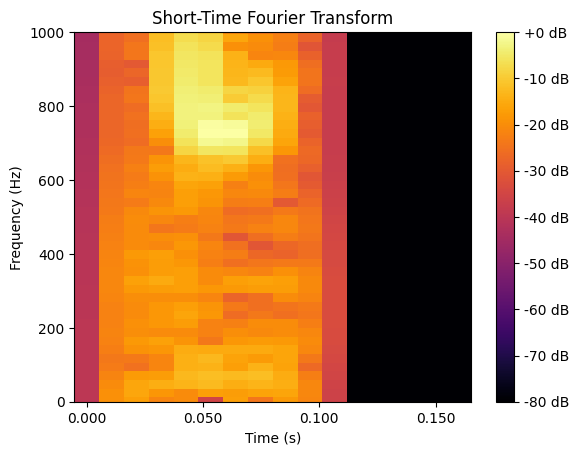 Short-Time Fourier Transform
1000
800
600
400
200
0
Frequency (Hz)
0.000
0.050
0.100
0.150
Time (s)
+0 dB
-10 dB
-20 dB
-30 dB
-40 dB
-50 dB
-60 dB
-70 dB
-80 dB